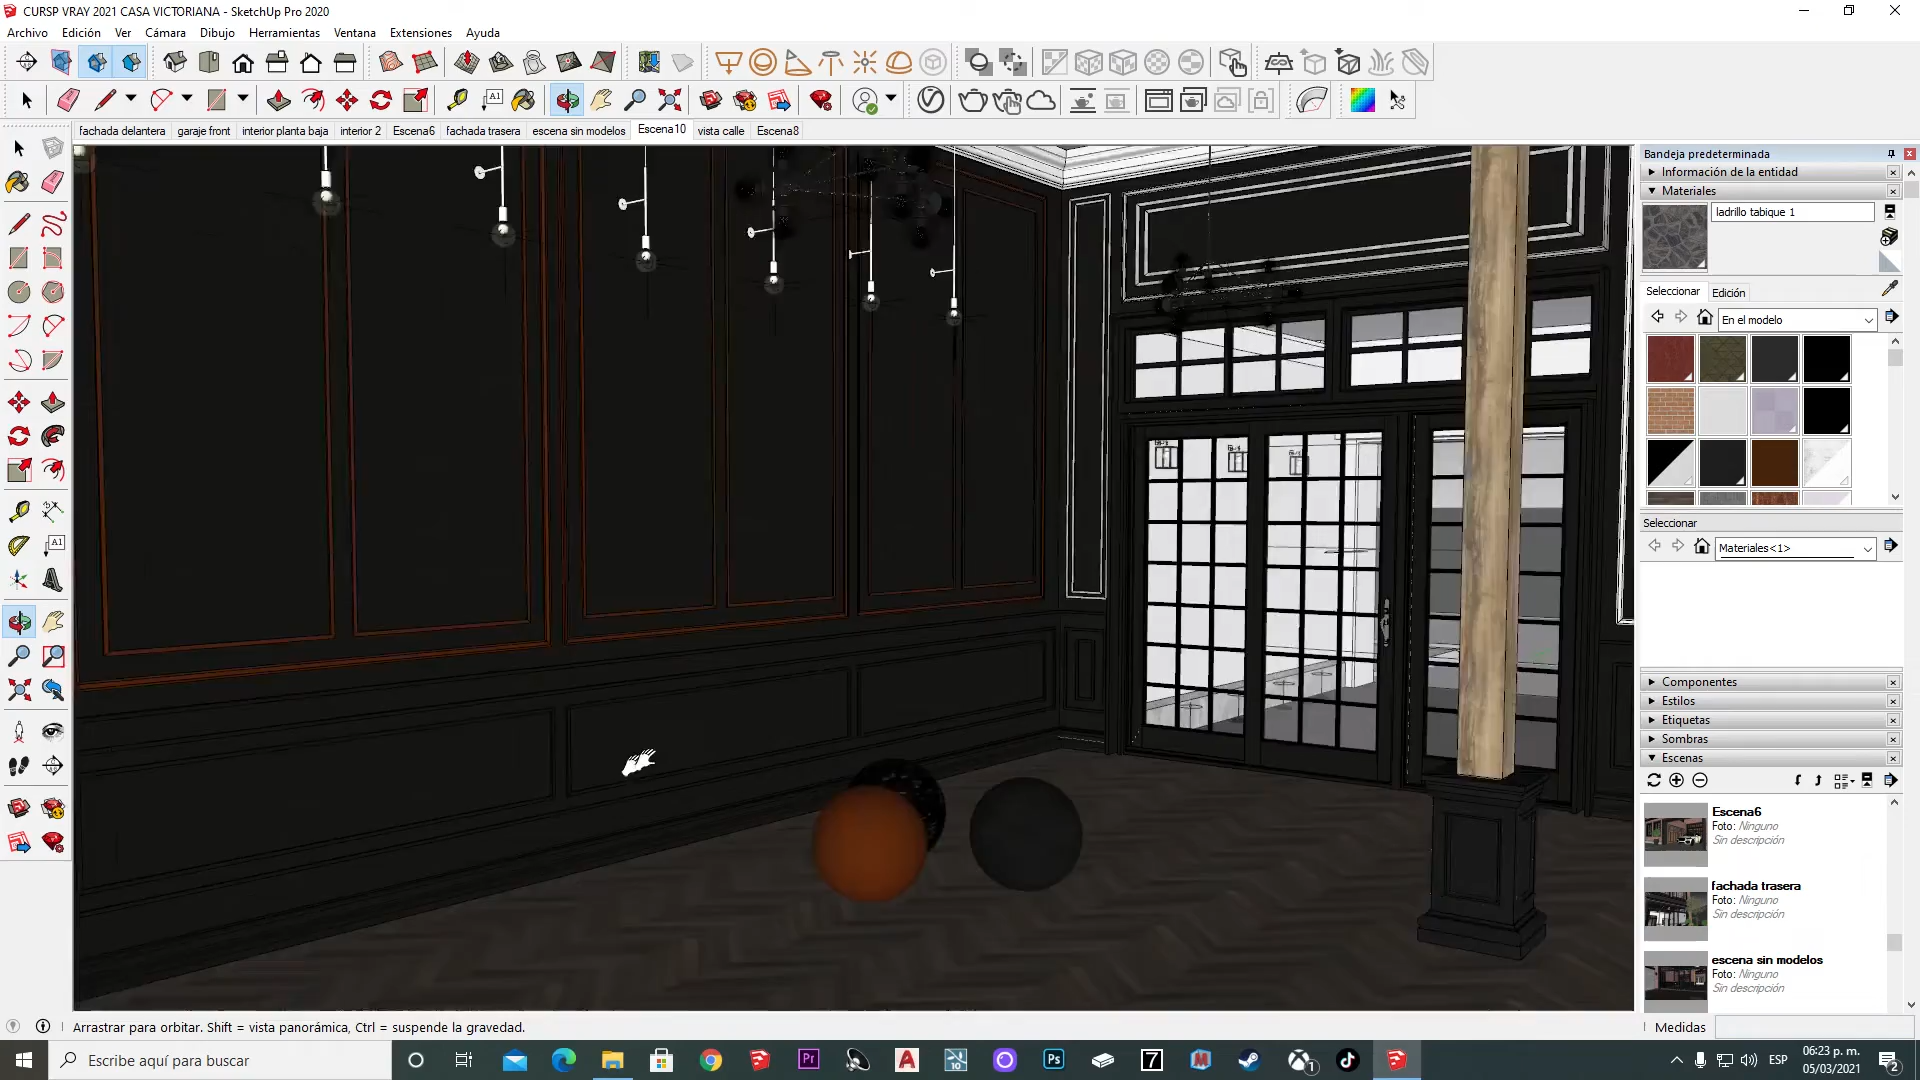 CURSP VRAY 2021 CASA VICTORIANA - SketchUp Pro 2020
Archivo Edición Ver Cámara Dibujo Herramientas Ventana Extensiones Ayuda
fachada delantera garaje front interior planta baja interior 2 Escena6 fachada trasera escena sin modelos Escena10 vista calle Escena8
Bandeja predeterminada
Información de la entidad
Materiales
ladrillo tabique 1
Seleccionar Edición
En el modelo
Seleccionar
Materiales<1>
Componentes
Estilos
Etiquetas
Sombras
Escenas
Escena6
Foto: Ninguno
Sin descripción
fachada trasera
Foto: Ninguno
Sin descripción
escena sin modelos
Foto: Ninguno
Sin descripción
Arrastrar para orbitar. Shift = vista panorámica, Ctrl = suspende la gravedad.
Medidas
Escribe aquí para buscar
ESP
06:23 p. m.
05/03/2021